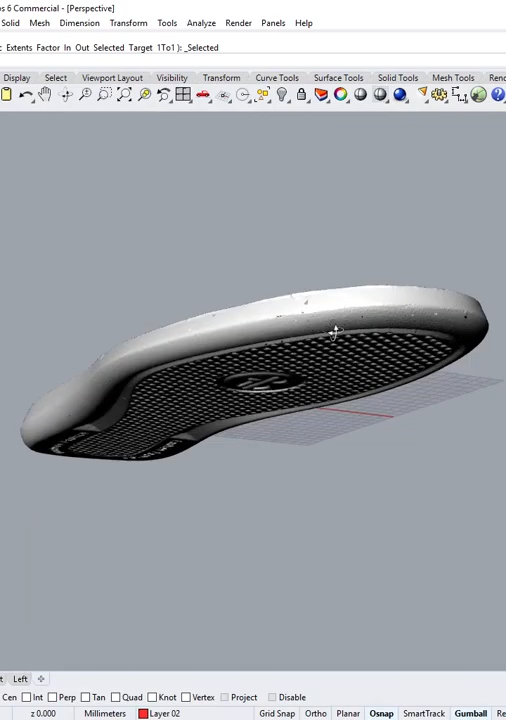 os 6 Commercial - [Perspective]
Solid Mesh Dimension Transform Tools Analyze Render Panels Help
Extents Factor In Out Selected Target 1To1 ): _Selected
Display Select Viewport Layout Visibility Transform Curve Tools Surface Tools Solid Tools Mesh Tools Ren
t Left
Cen Int Perp Tan Quad Knot Vertex Project Disable
z 0.000 Millimeters Layer 02 Grid Snap Ortho Planar Osnap SmartTrack Gumball Re